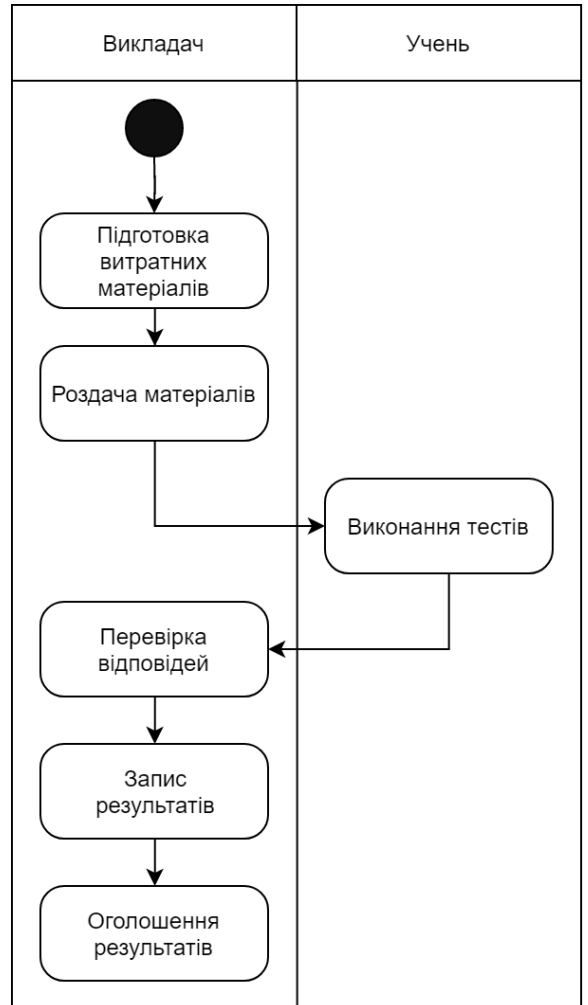 Викладач
Учень
Підготовка
витратних
матеріалів
Роздача матеріалів
Виконання тестів
Перевірка
відповідей
Запис
результатів
Оголошення
результатів